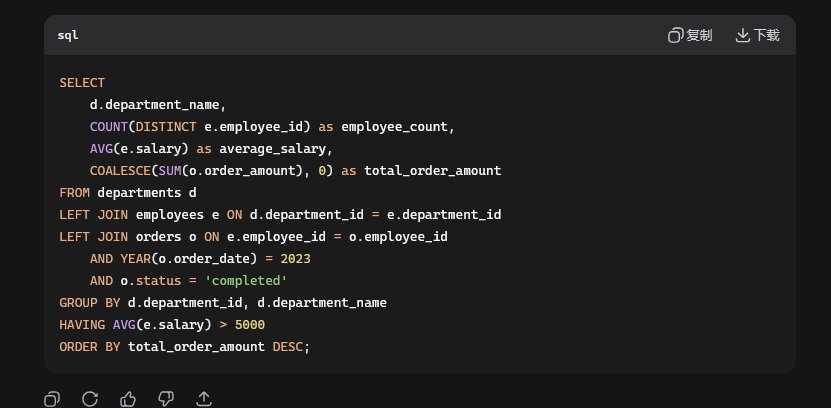 sql
复制
下载
SELECT
    d.department_name,
    COUNT(DISTINCT e.employee_id) as employee_count,
    AVG(e.salary) as average_salary,
    COALESCE(SUM(o.order_amount), 0) as total_order_amount
FROM departments d
LEFT JOIN employees e ON d.department_id = e.department_id
LEFT JOIN orders o ON e.employee_id = o.employee_id
    AND YEAR(o.order_date) = 2023
    AND o.status = 'completed'
GROUP BY d.department_id, d.department_name
HAVING AVG(e.salary) > 5000
ORDER BY total_order_amount DESC;